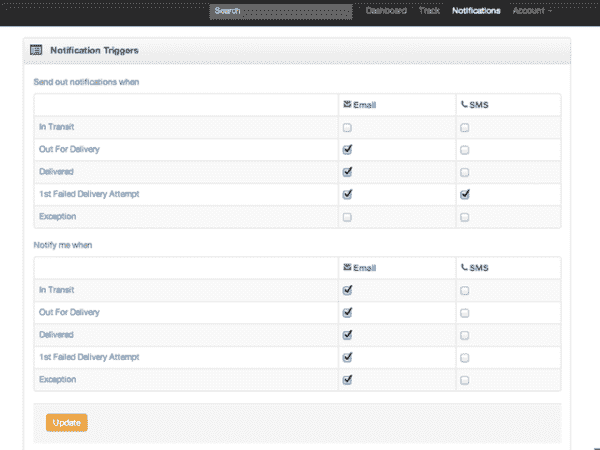 Search Dashboard Track Notifications Account
Notification Triggers
Send out notifications when
Email SMS
In Transit
Out For Delivery
Delivered
1st Failed Delivery Attempt
Exception
Notify me when
Email SMS
In Transit
Out For Delivery
Delivered
1st Failed Delivery Attempt
Exception
Update